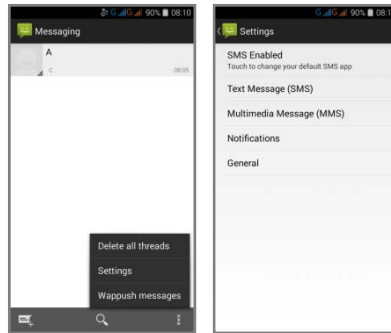 G G 90% 08:10
Messaging
A
C 08:05
Delete all threads
Settings
Wappush messages
G G 90% 08:1
Settings
SMS Enabled
Touch to change your default SMS app
Text Message (SMS)
Multimedia Message (MMS)
Notifications
General